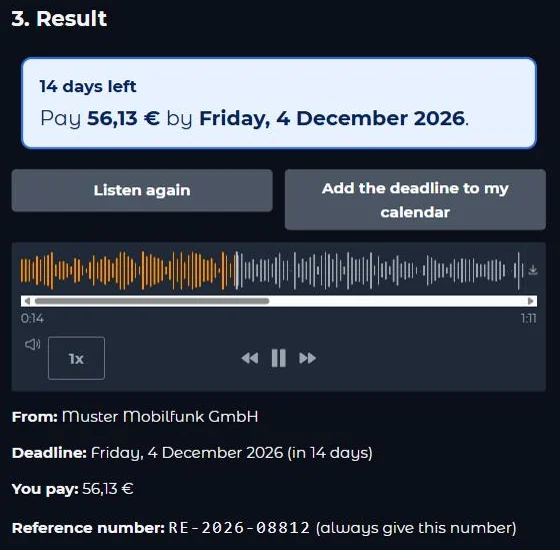 3. Result
14 days left
Pay 56,13 € by Friday, 4 December 2026.
Listen again
Add the deadline to my
calendar
0:14
1:11
1x
From: Muster Mobilfunk GmbH
Deadline: Friday, 4 December 2026 (in 14 days)
You pay: 56,13 €
Reference number: RE-2026-08812 (always give this number)